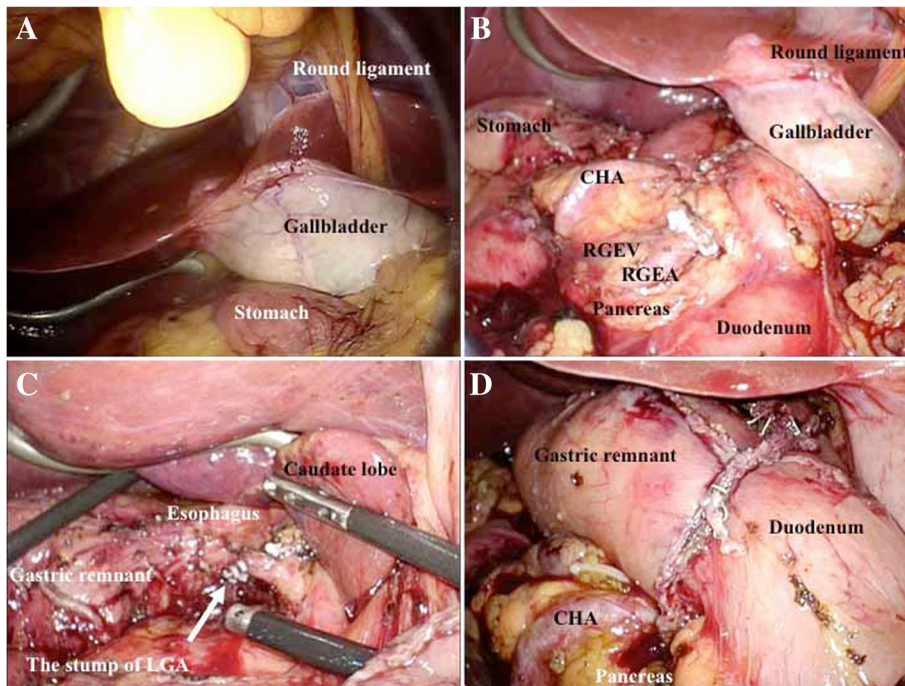 A
Round ligament
Gallbladder
Stomach
B
Round ligament
Stomach
Gallbladder
CHA
RGEV
RGEA
Pancreas
Duodenum
C
Caudate lobe
Esophagus
Gastric remnant
The stump of LGA
D
Gastric remnant
Duodenum
CHA
Pancreas